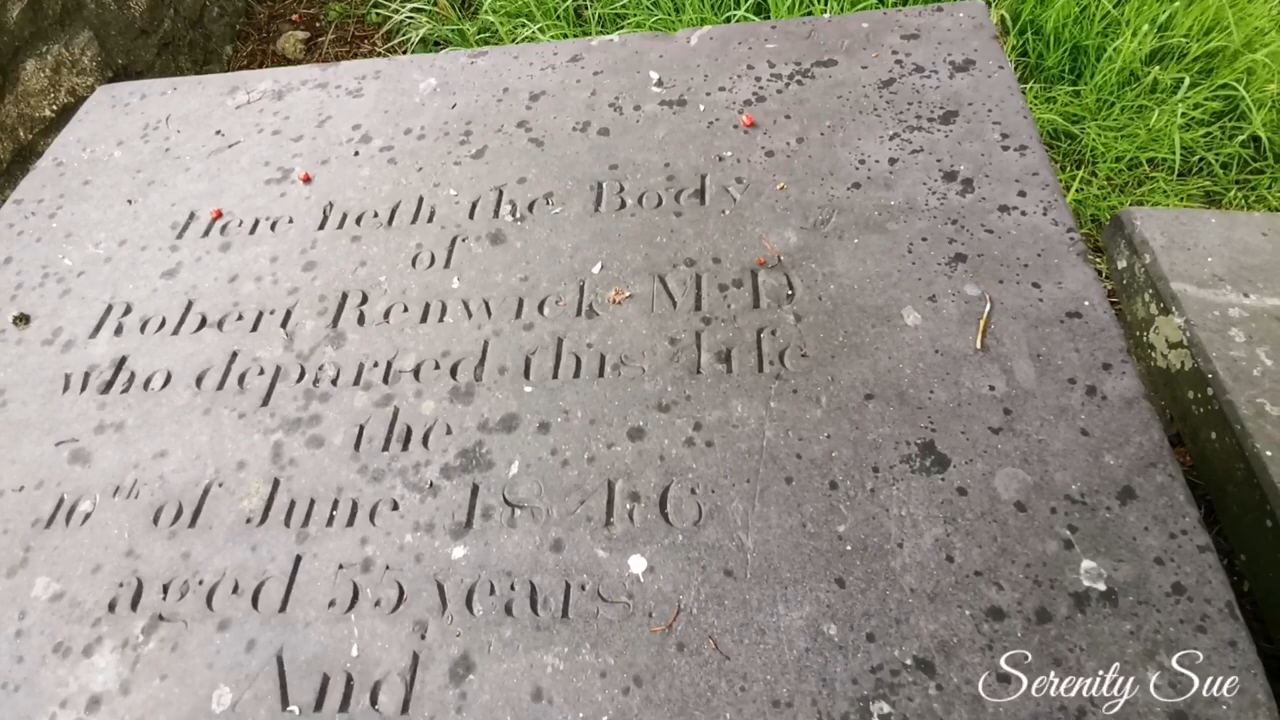 Here lieth the Body
of
Robert Renwick M.D
who departed this life
the
10th of June 1846
aged 55 years.
And
Serenity Sue